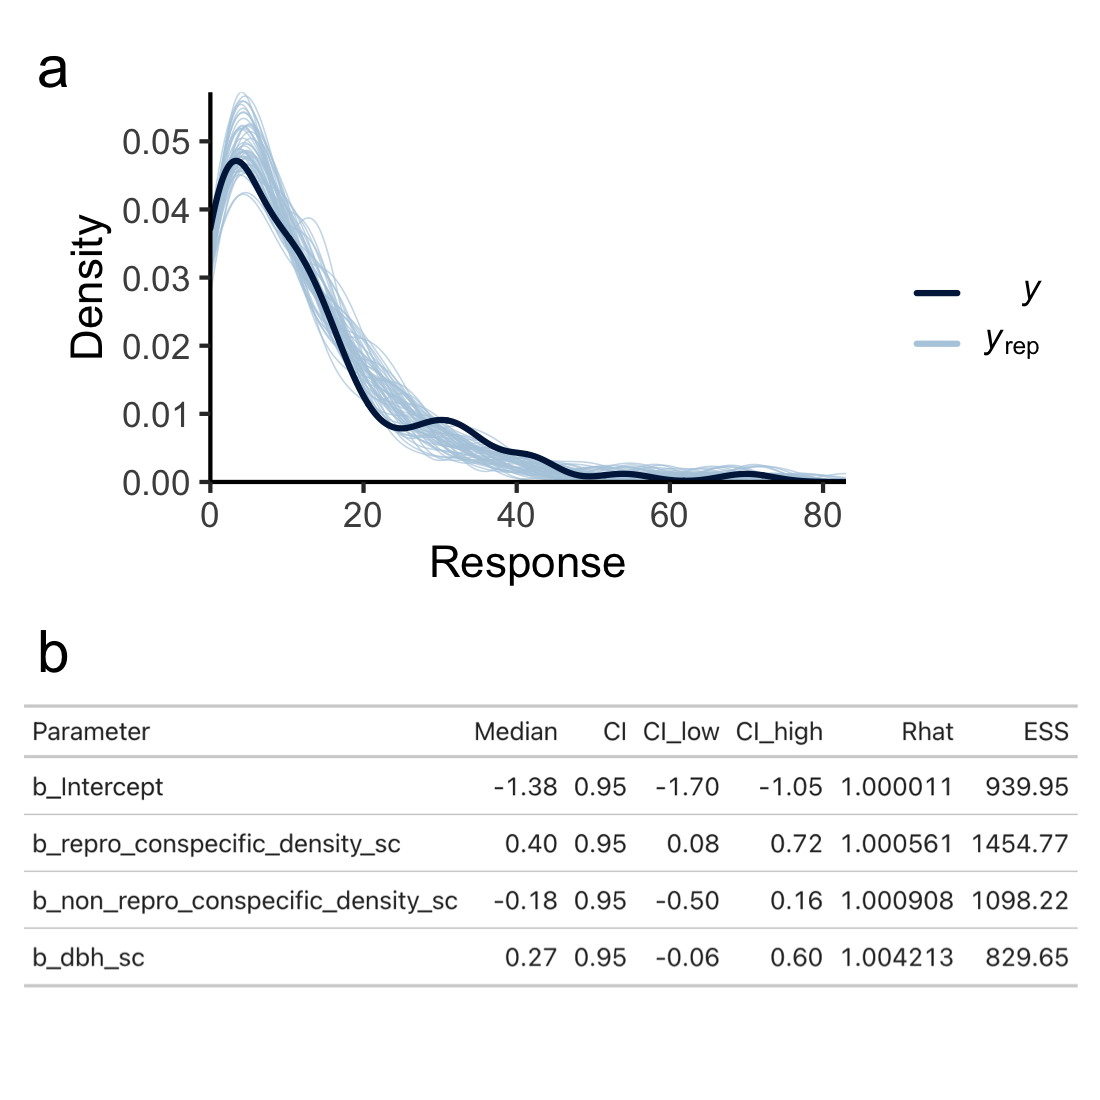 a
Density
0.05
0.04
0.03
0.02
0.01
0.00
0 20 40 60 80
Response
y
yrep
b
Parameter Median CI CI_low CI_high Rhat ESS
b_Intercept -1.38 0.95 -1.70 -1.05 1.000011 939.95
b_repro_conspecific_density_sc 0.40 0.95 0.08 0.72 1.000561 1454.77
b_non_repro_conspecific_density_sc -0.18 0.95 -0.50 0.16 1.000908 1098.22
b_dbh_sc 0.27 0.95 -0.06 0.60 1.004213 829.65